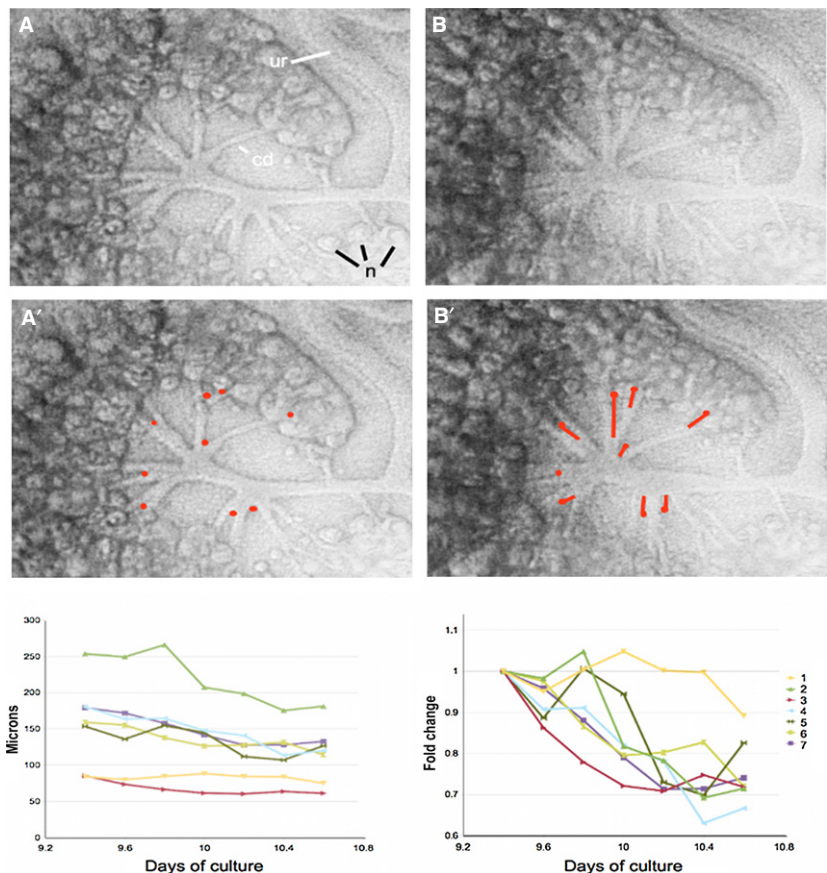 A
ur
cd
n
B
A′
B′
Microns
300
250
200
150
100
50
0
9.2 9.6 10 10.4 10.8
Days of culture
Fold change
1.1
1
0.9
0.8
0.7
0.6
9.2 9.6 10 10.4 10.8
Days of culture
1
2
3
4
5
6
7